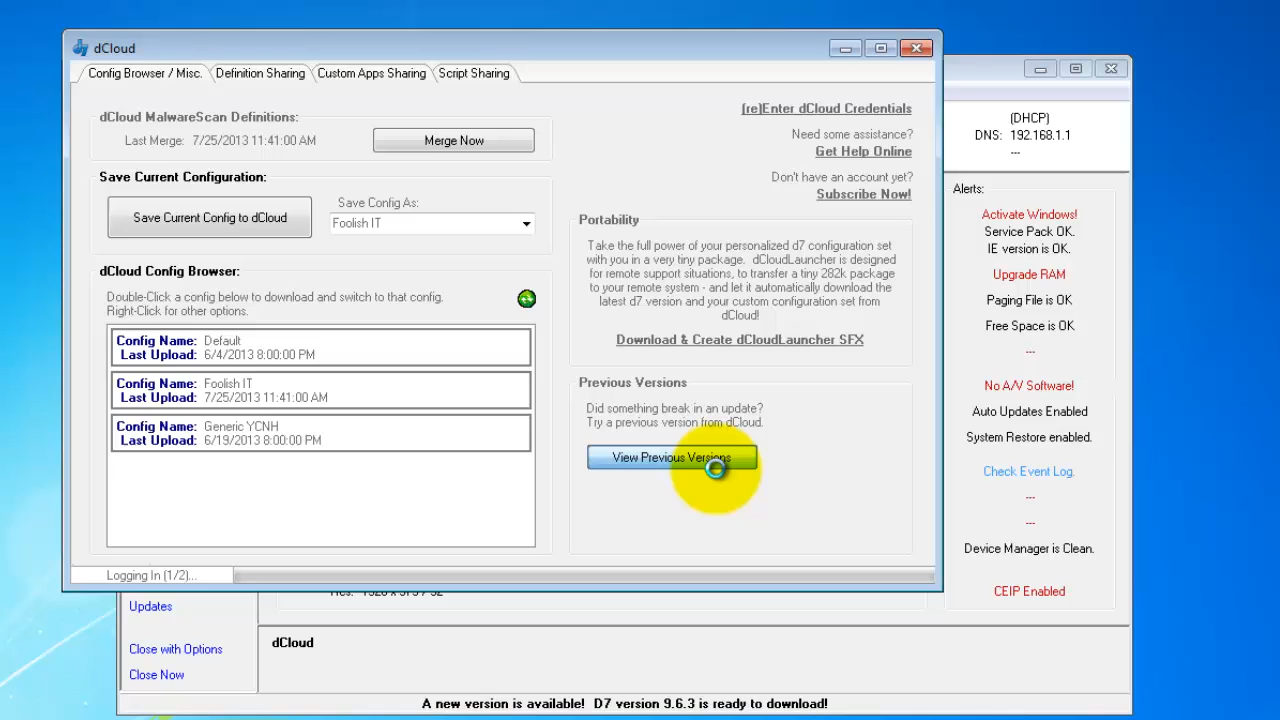 dCloud
Config Browser / Misc.
Definition Sharing
Custom Apps Sharing
Script Sharing
dCloud MalwareScan Definitions:
Last Merge: 7/25/2013 11:41:00 AM
Merge Now
Save Current Configuration:
Save Current Config to dCloud
Save Config As:
Foolish IT
dCloud Config Browser:
Double-Click a config below to download and switch to that config.
Right-Click for other options.
Config Name: Default
Last Upload: 6/4/2013 8:00:00 PM
Config Name: Foolish IT
Last Upload: 7/25/2013 11:41:00 AM
Config Name: Generic YCNH
Last Upload: 6/19/2013 8:00:00 PM
[re]Enter dCloud Credentials
Need some assistance?
Get Help Online
Don't have an account yet?
Subscribe Now!
Portability
Take the full power of your personalized d7 configuration set
with you in a very tiny package. dCloudLauncher is designed
for remote support situations, to transfer a tiny 282k package
to your remote system - and let it automatically download the
latest d7 version and your custom configuration set from
dCloud!
Download & Create dCloudLauncher SFX
Previous Versions
Did something break in an update?
Try a previous version from dCloud.
View Previous Versions
Logging In (1/2)...
(DHCP)
DNS: 192.168.1.1
---
Alerts:
Activate Windows!
Service Pack OK.
IE version is OK.
Upgrade RAM
Paging File is OK
Free Space is OK
---
No A/V Software!
Auto Updates Enabled
System Restore enabled.
Check Event Log.
---
---
Device Manager is Clean.
CEIP Enabled
Updates
Close with Options
Close Now
dCloud
A new version is available! D7 version 9.6.3 is ready to download!